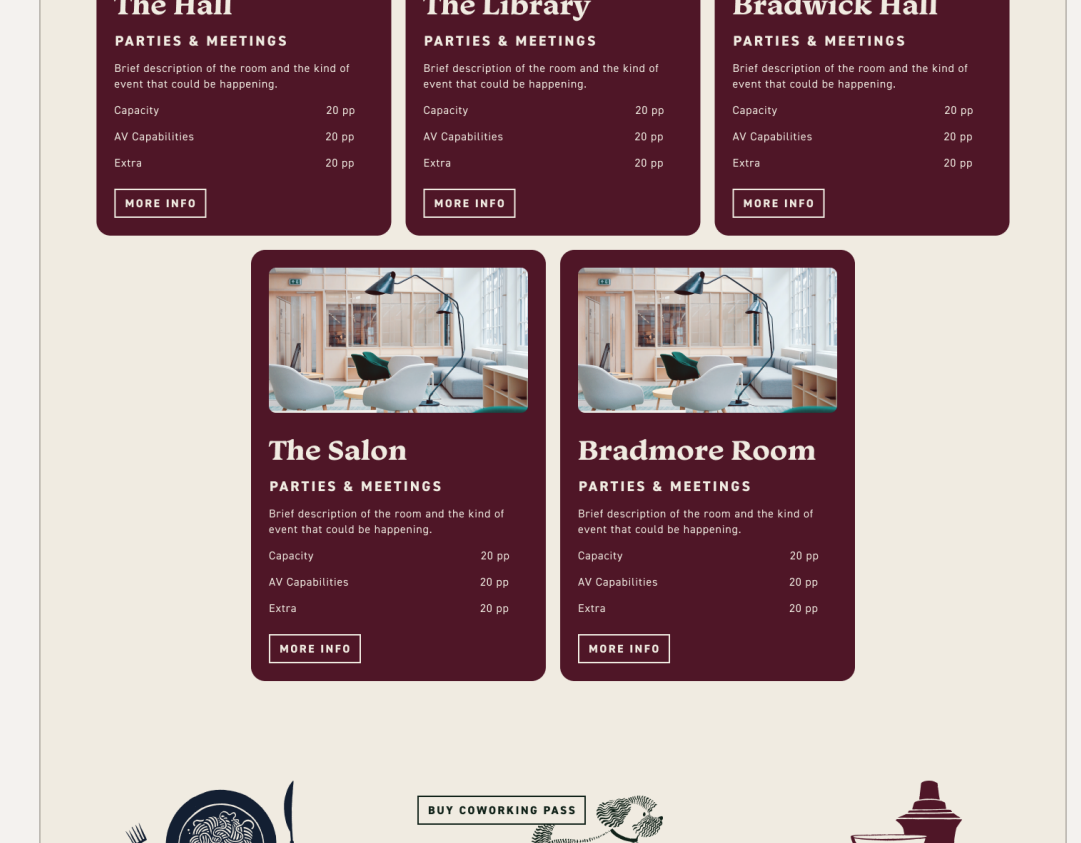 The Hall
The Library
Bradwick Hall
PARTIES & MEETINGS
PARTIES & MEETINGS
PARTIES & MEETINGS
Brief description of the room and the kind of
event that could be happening.
Brief description of the room and the kind of
event that could be happening.
Brief description of the room and the kind of
event that could be happening.
Capacity 20 pp
Capacity 20 pp
Capacity 20 pp
AV Capabilities 20 pp
AV Capabilities 20 pp
AV Capabilities 20 pp
Extra 20 pp
Extra 20 pp
Extra 20 pp
MORE INFO
MORE INFO
MORE INFO
The Salon
Bradmore Room
PARTIES & MEETINGS
PARTIES & MEETINGS
Brief description of the room and the kind of
event that could be happening.
Brief description of the room and the kind of
event that could be happening.
Capacity 20 pp
Capacity 20 pp
AV Capabilities 20 pp
AV Capabilities 20 pp
Extra 20 pp
Extra 20 pp
MORE INFO
MORE INFO
BUY COWORKING PASS